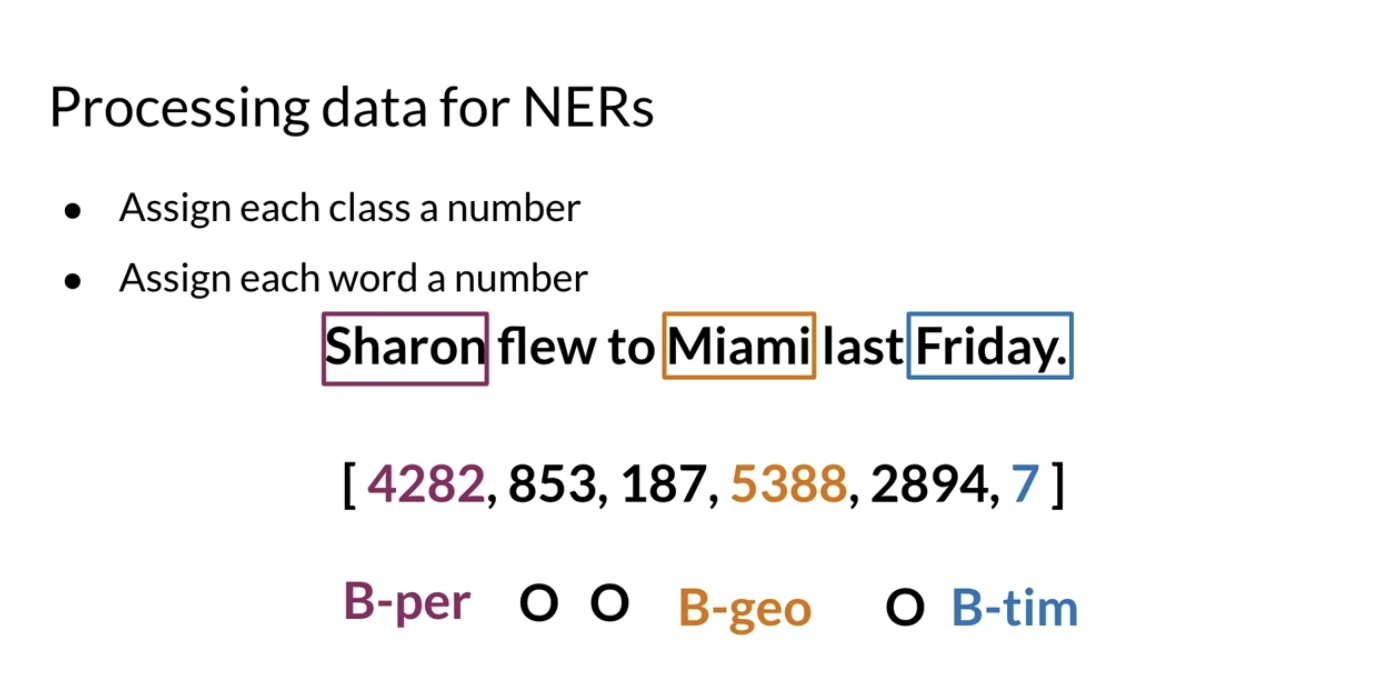 Processing data for NERs
● Assign each class a number
● Assign each word a number
Sharon flew to Miami last Friday.
[ 4282, 853, 187, 5388, 2894, 7 ]
B-per O O B-geo O B-tim